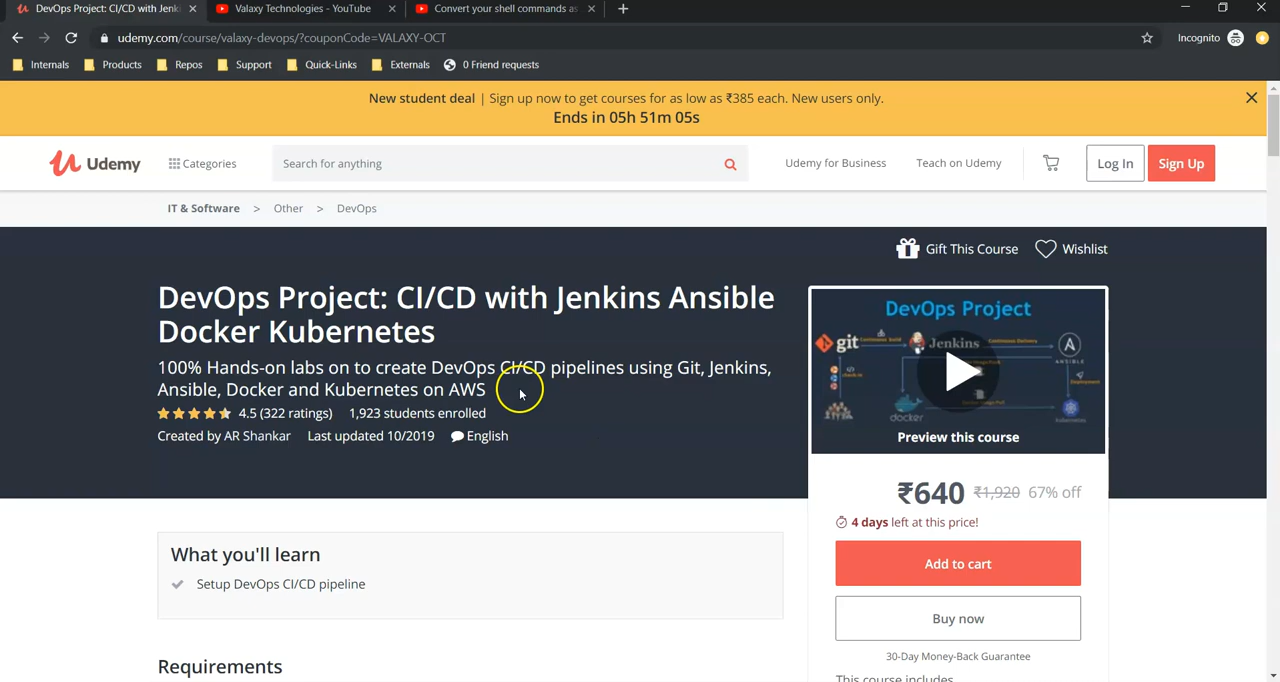 DevOps Project: CI/CD with Jenki
Valaxy Technologies - YouTube
Convert your shell commands as
udemy.com/course/valaxy-devops/?couponCode=VALAXY-OCT
Incognito
Internals
Products
Repos
Support
Quick-Links
Externals
0 Friend requests
New student deal | Sign up now to get courses for as low as ₹385 each. New users only.
Ends in 05h 51m 05s
Udemy
Categories
Search for anything
Udemy for Business
Teach on Udemy
Log In
Sign Up
IT & Software > Other > DevOps
Gift This Course
Wishlist
DevOps Project: CI/CD with Jenkins Ansible
Docker Kubernetes
100% Hands-on labs on to create DevOps CI/CD pipelines using Git, Jenkins,
Ansible, Docker and Kubernetes on AWS
4.5 (322 ratings) 1,923 students enrolled
Created by AR Shankar Last updated 10/2019 English
DevOps Project
git
Jenkins
ANSIBLE
docker
Preview this course
₹640 ₹1,920 67% off
4 days left at this price!
Add to cart
Buy now
30-Day Money-Back Guarantee
This course includes
What you'll learn
Setup DevOps CI/CD pipeline
Requirements